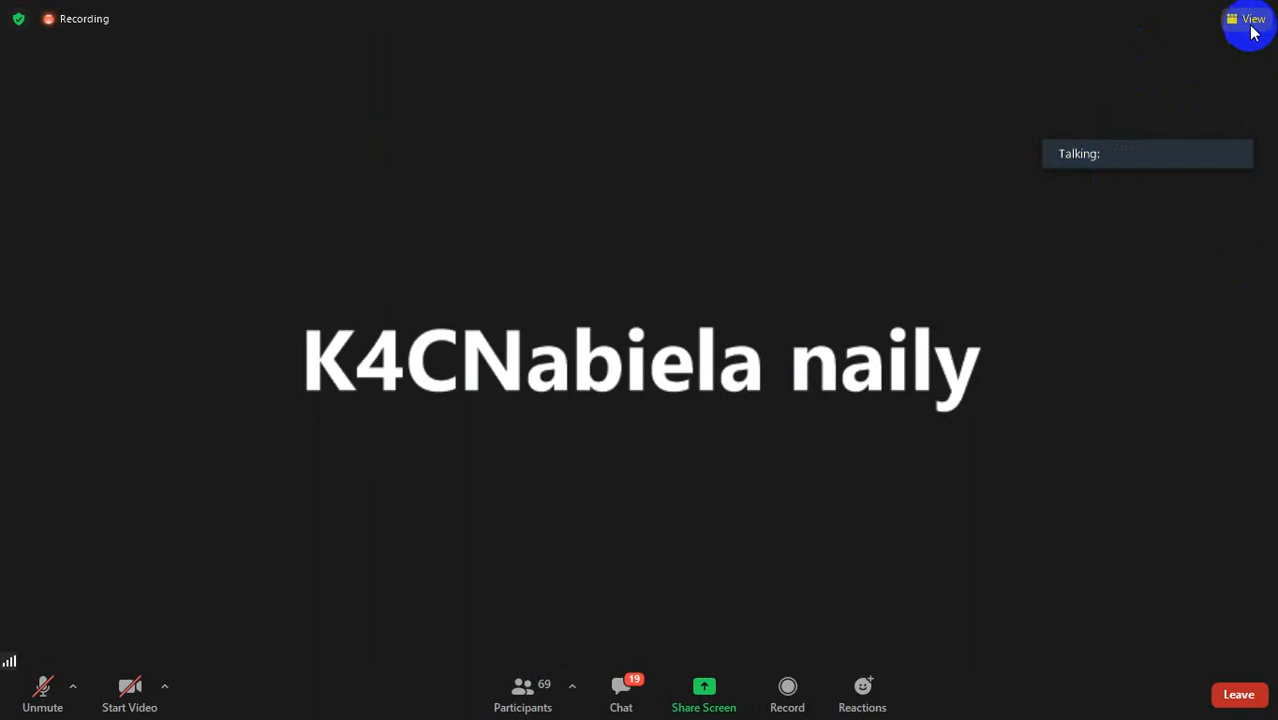 Recording
View
Talking:
K4CNabiela naily
69
19
Unmute
Start Video
Participants
Chat
Share Screen
Record
Reactions
Leave